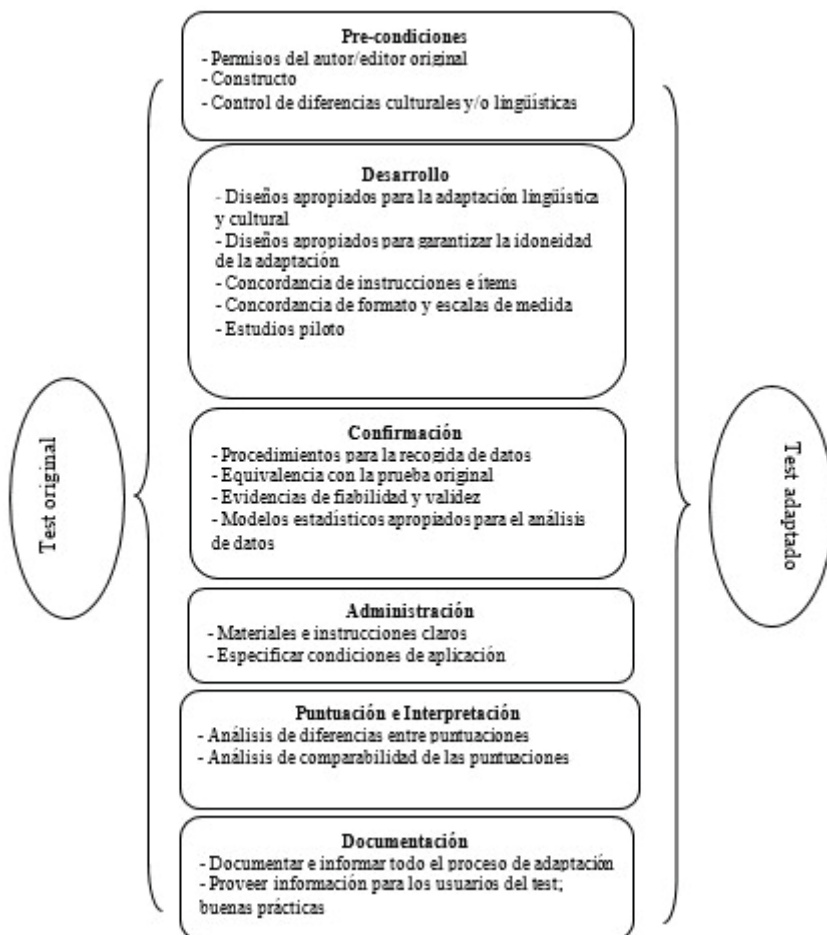 Pre-condiciones
- Permisos del autor/editor original
- Constructo
- Control de diferencias culturales y/o lingüísticas
Desarrollo
- Diseños apropiados para la adaptación lingüística
y cultural
- Diseños apropiados para garantizar la idoneidad
de la adaptación
- Concordancia de instrucciones e ítems
- Concordancia de formato y escalas de medida
- Estudios piloto
Test original
Confirmación
- Procedimientos para la recogida de datos
- Equivalencia con la prueba original
- Evidencias de fiabilidad y validez
- Modelos estadísticos apropiados para el análisis
de datos
Test adaptado
Administración
- Materiales e instrucciones claros
- Especificar condiciones de aplicación
Puntuación e Interpretación
- Análisis de diferencias entre puntuaciones
- Análisis de comparabilidad de las puntuaciones
Documentación
- Documentar e informar todo el proceso de adaptación
- Proveer información para los usuarios del test;
buenas prácticas